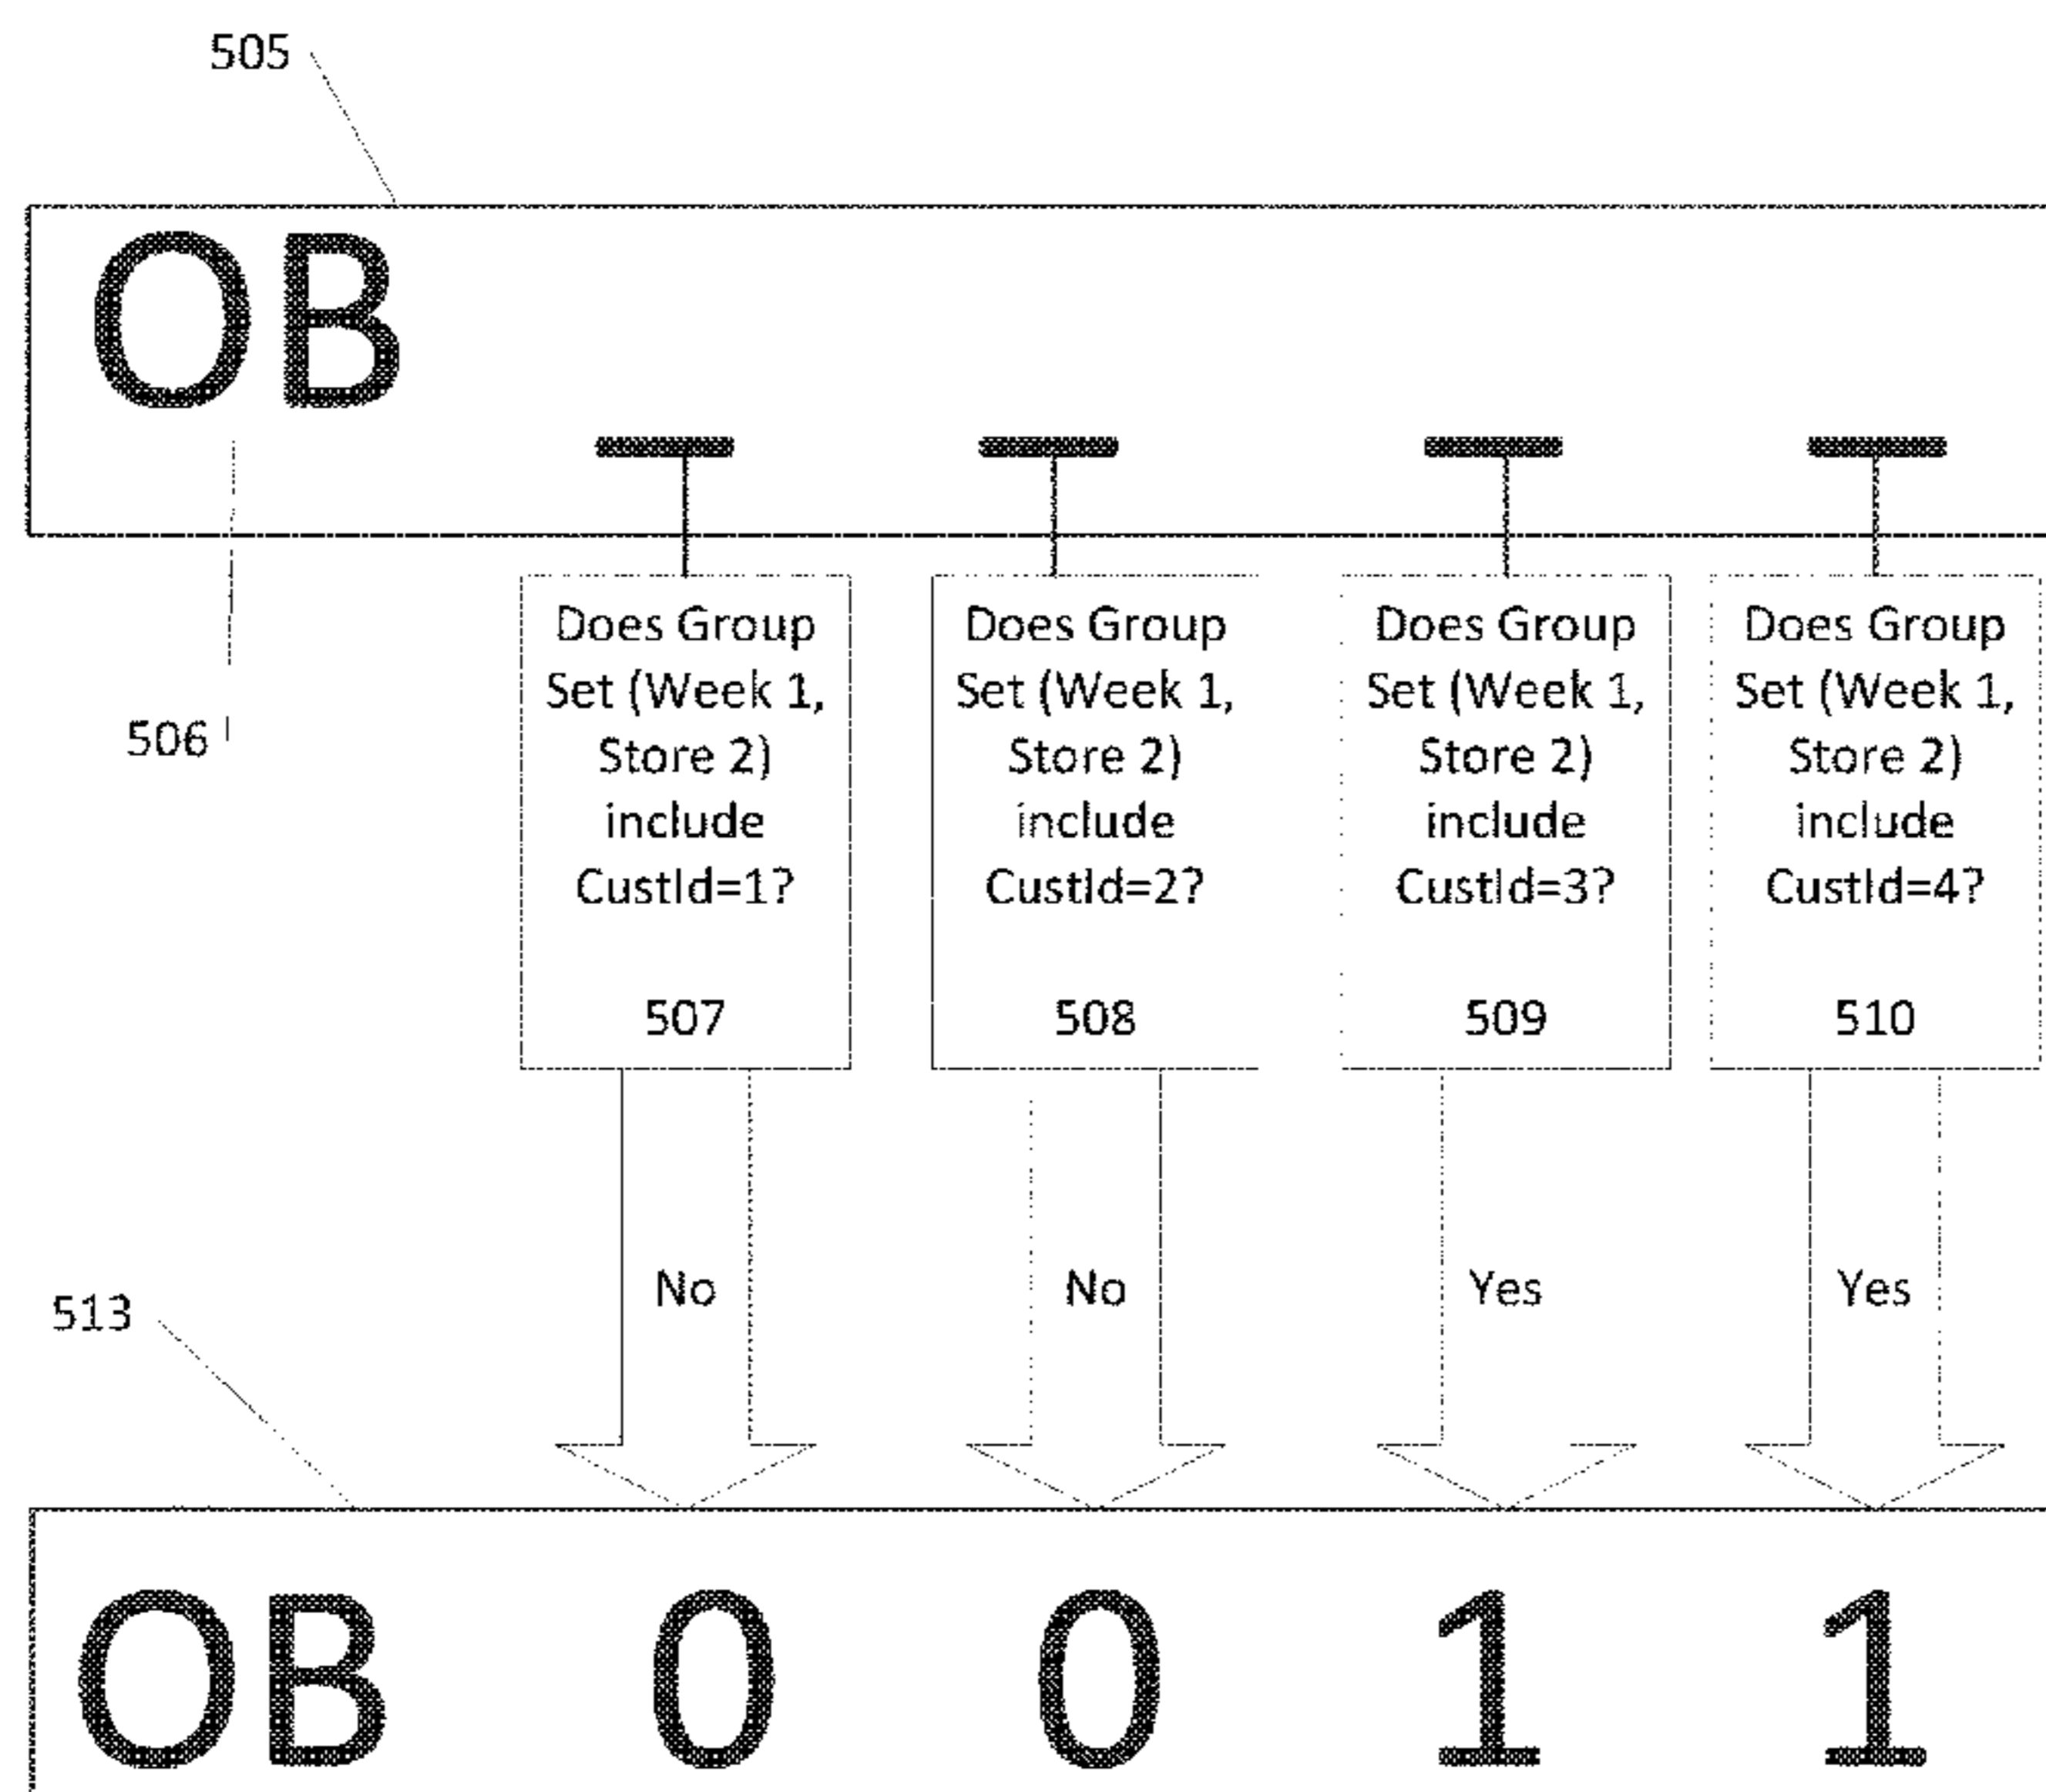 505
OB
506
Does Group
Set (Week 1,
Store 2)
include
CustId=1?
507
Does Group
Set (Week 1,
Store 2)
include
CustId=2?
508
Does Group
Set (Week 1,
Store 2)
include
CustId=3?
509
Does Group
Set (Week 1,
Store 2)
include
CustId=4?
510
No No Yes Yes
513
OB 0 0 1 1